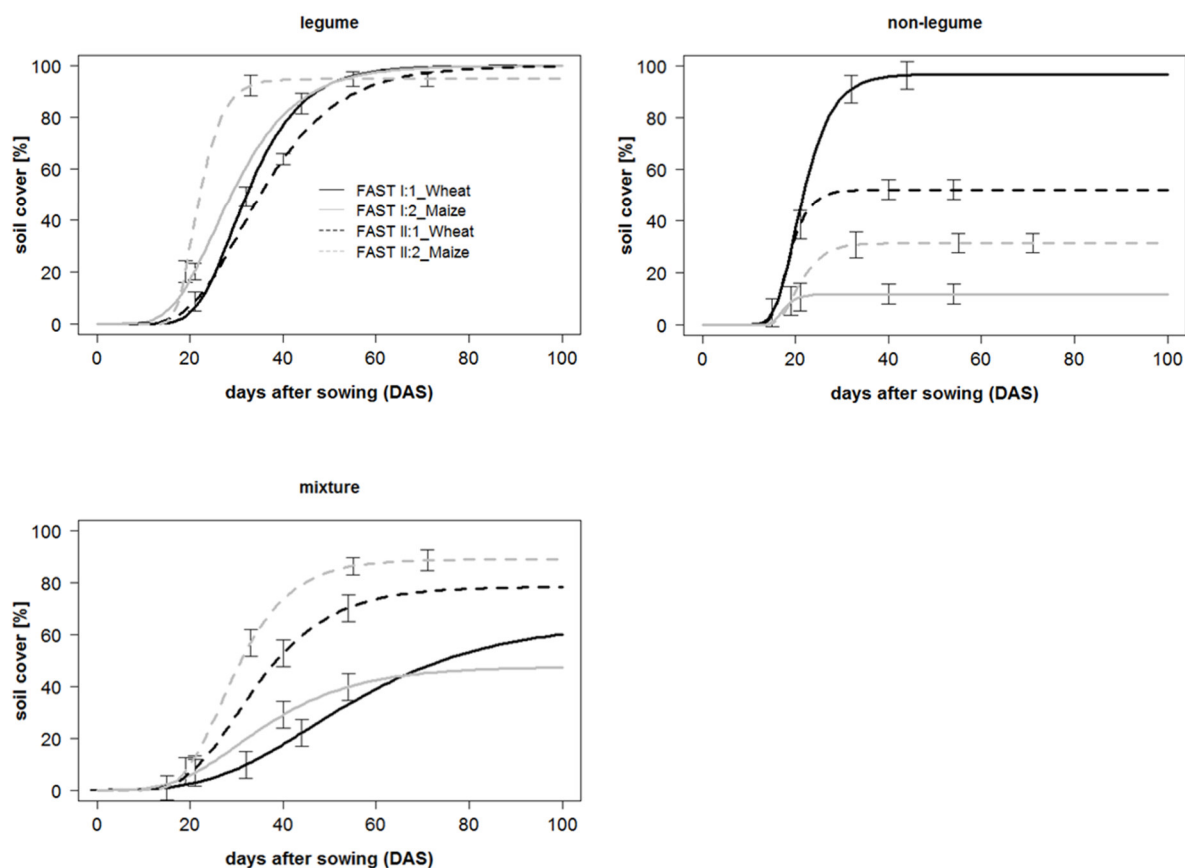 legume
soil cover [%]
100
80
60
40
20
0
FAST I:1_Wheat
FAST I:2_Maize
FAST II:1_Wheat
FAST II:2_Maize
0 20 40 60 80 100
days after sowing (DAS)
non-legume
soil cover [%]
100
80
60
40
20
0
0 20 40 60 80 100
days after sowing (DAS)
mixture
soil cover [%]
100
80
60
40
20
0
0 20 40 60 80 100
days after sowing (DAS)